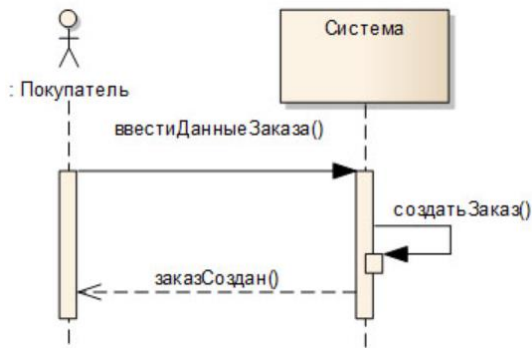 Система
: Покупатель
ввестиДанныеЗаказа()
создатьЗаказ()
заказСоздан()